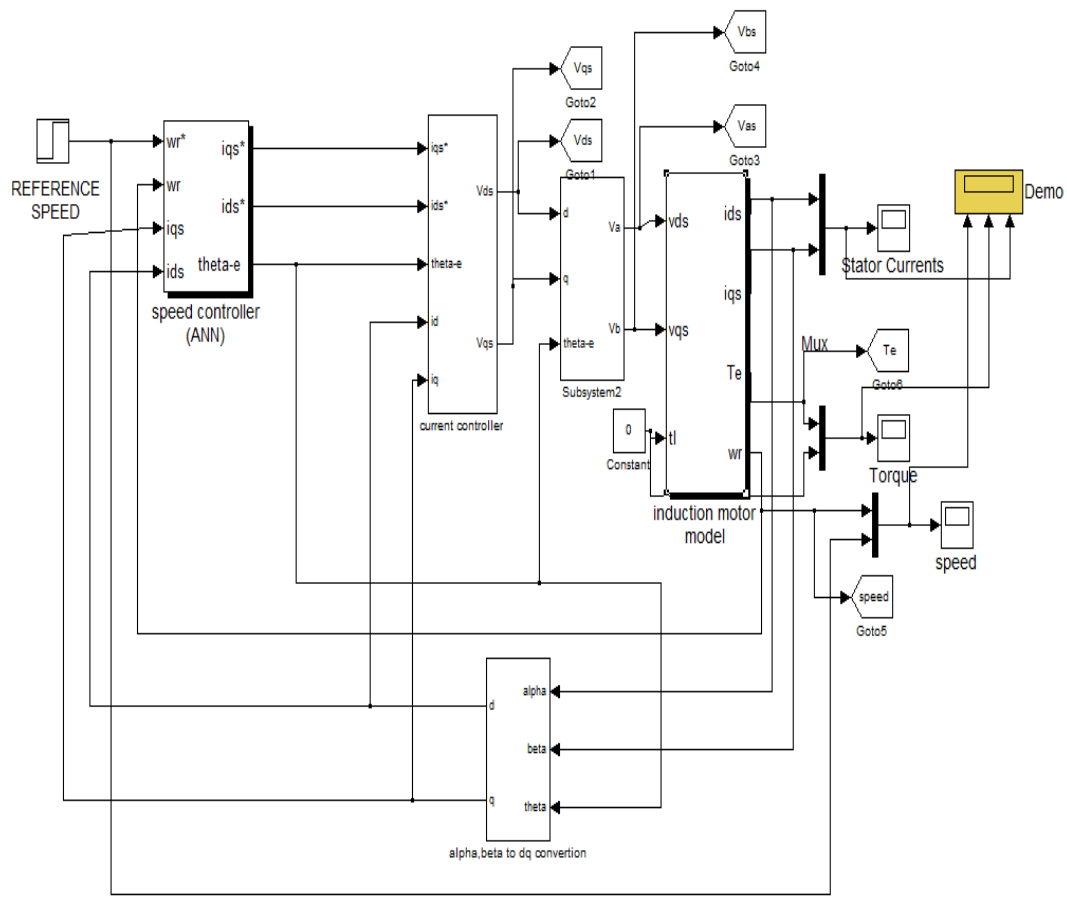 Vbs
Goto4
Vqs
Goto2
Vas
Goto3
Vds
Goto1
REFERENCE
SPEED
wr*
wr
iqs
ids
iqs*
ids*
theta-e
speed controller
(ANN)
iqs*
ids*
theta-e
id
iq
Vds
Vqs
current controller
d
q
theta-e
Va
Vb
Subsystem2
0
Constant
vds
vqs
tl
ids
iqs
Te
wr
induction motor
model
Demo
Stator Currents
Mux
Te
Goto6
Torque
speed
speed
Goto5
alpha
beta
theta
d
q
alpha,beta to dq convertion